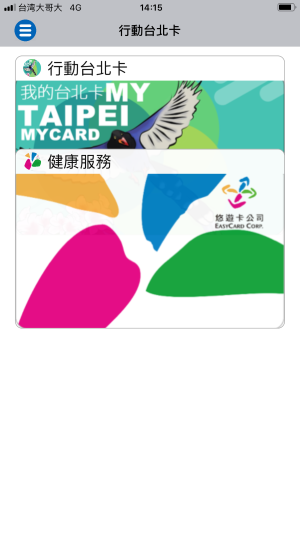 台湾大哥大 4G 14:15
行動台北卡
行動台北卡
我的台北卡MY
TAIPEI
MYCARD
健康服務
悠遊卡公司
EASYCARD CORP.